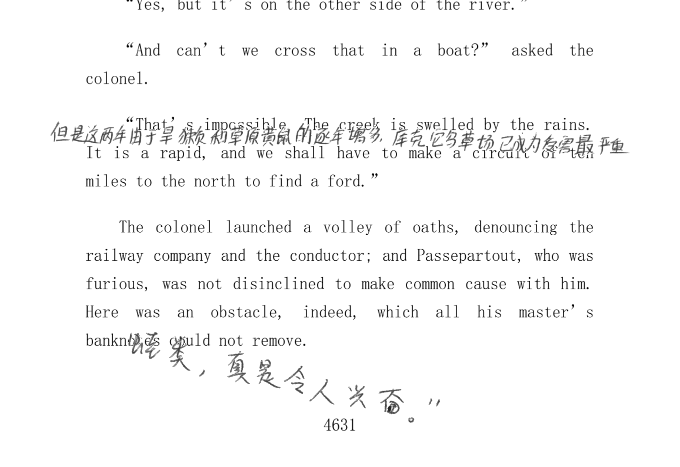 “Yes, but it’s on the other side of the river.”
“And can’t we cross that in a boat?” asked the
colonel.
“That’s impossible. The creek is swelled by the rains.
但是这两年由于旱獭和草原黄鼠的逐年增多,库克它乌草场已成为危害最严重
It is a rapid, and we shall have to make a circuit of ten
miles to the north to find a ford.”
The colonel launched a volley of oaths, denouncing the
railway company and the conductor; and Passepartout, who was
furious, was not disinclined to make common cause with him.
Here was an obstacle, indeed, which all his master’s
banknotes could not remove.
类,真是令人兴奋。”
4631